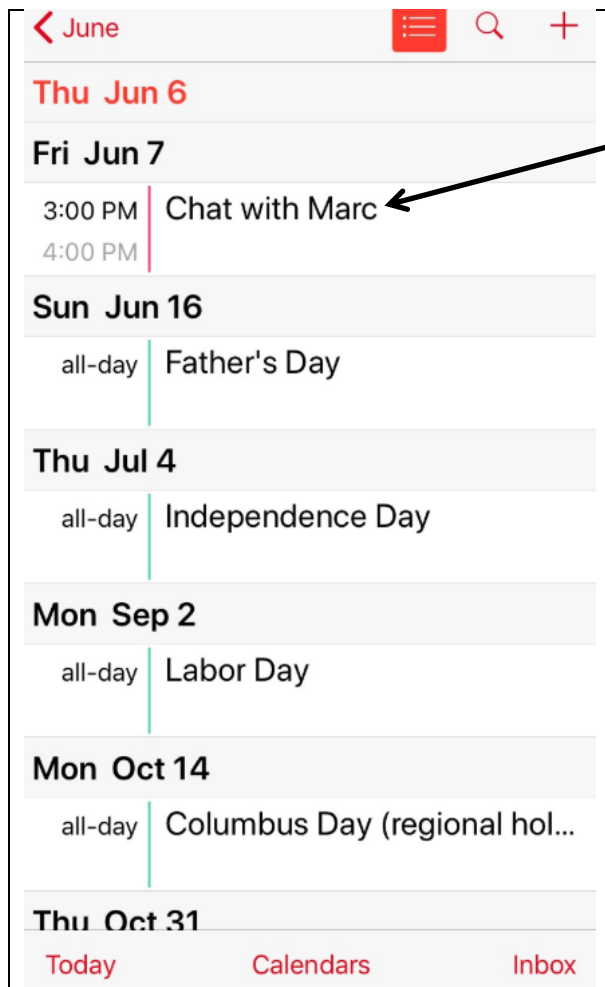 June
Thu Jun 6
Fri Jun 7
3:00 PM Chat with Marc
4:00 PM
Sun Jun 16
all-day Father's Day
Thu Jul 4
all-day Independence Day
Mon Sep 2
all-day Labor Day
Mon Oct 14
all-day Columbus Day (regional hol...
Thu Oct 31
Today Calendars Inbox